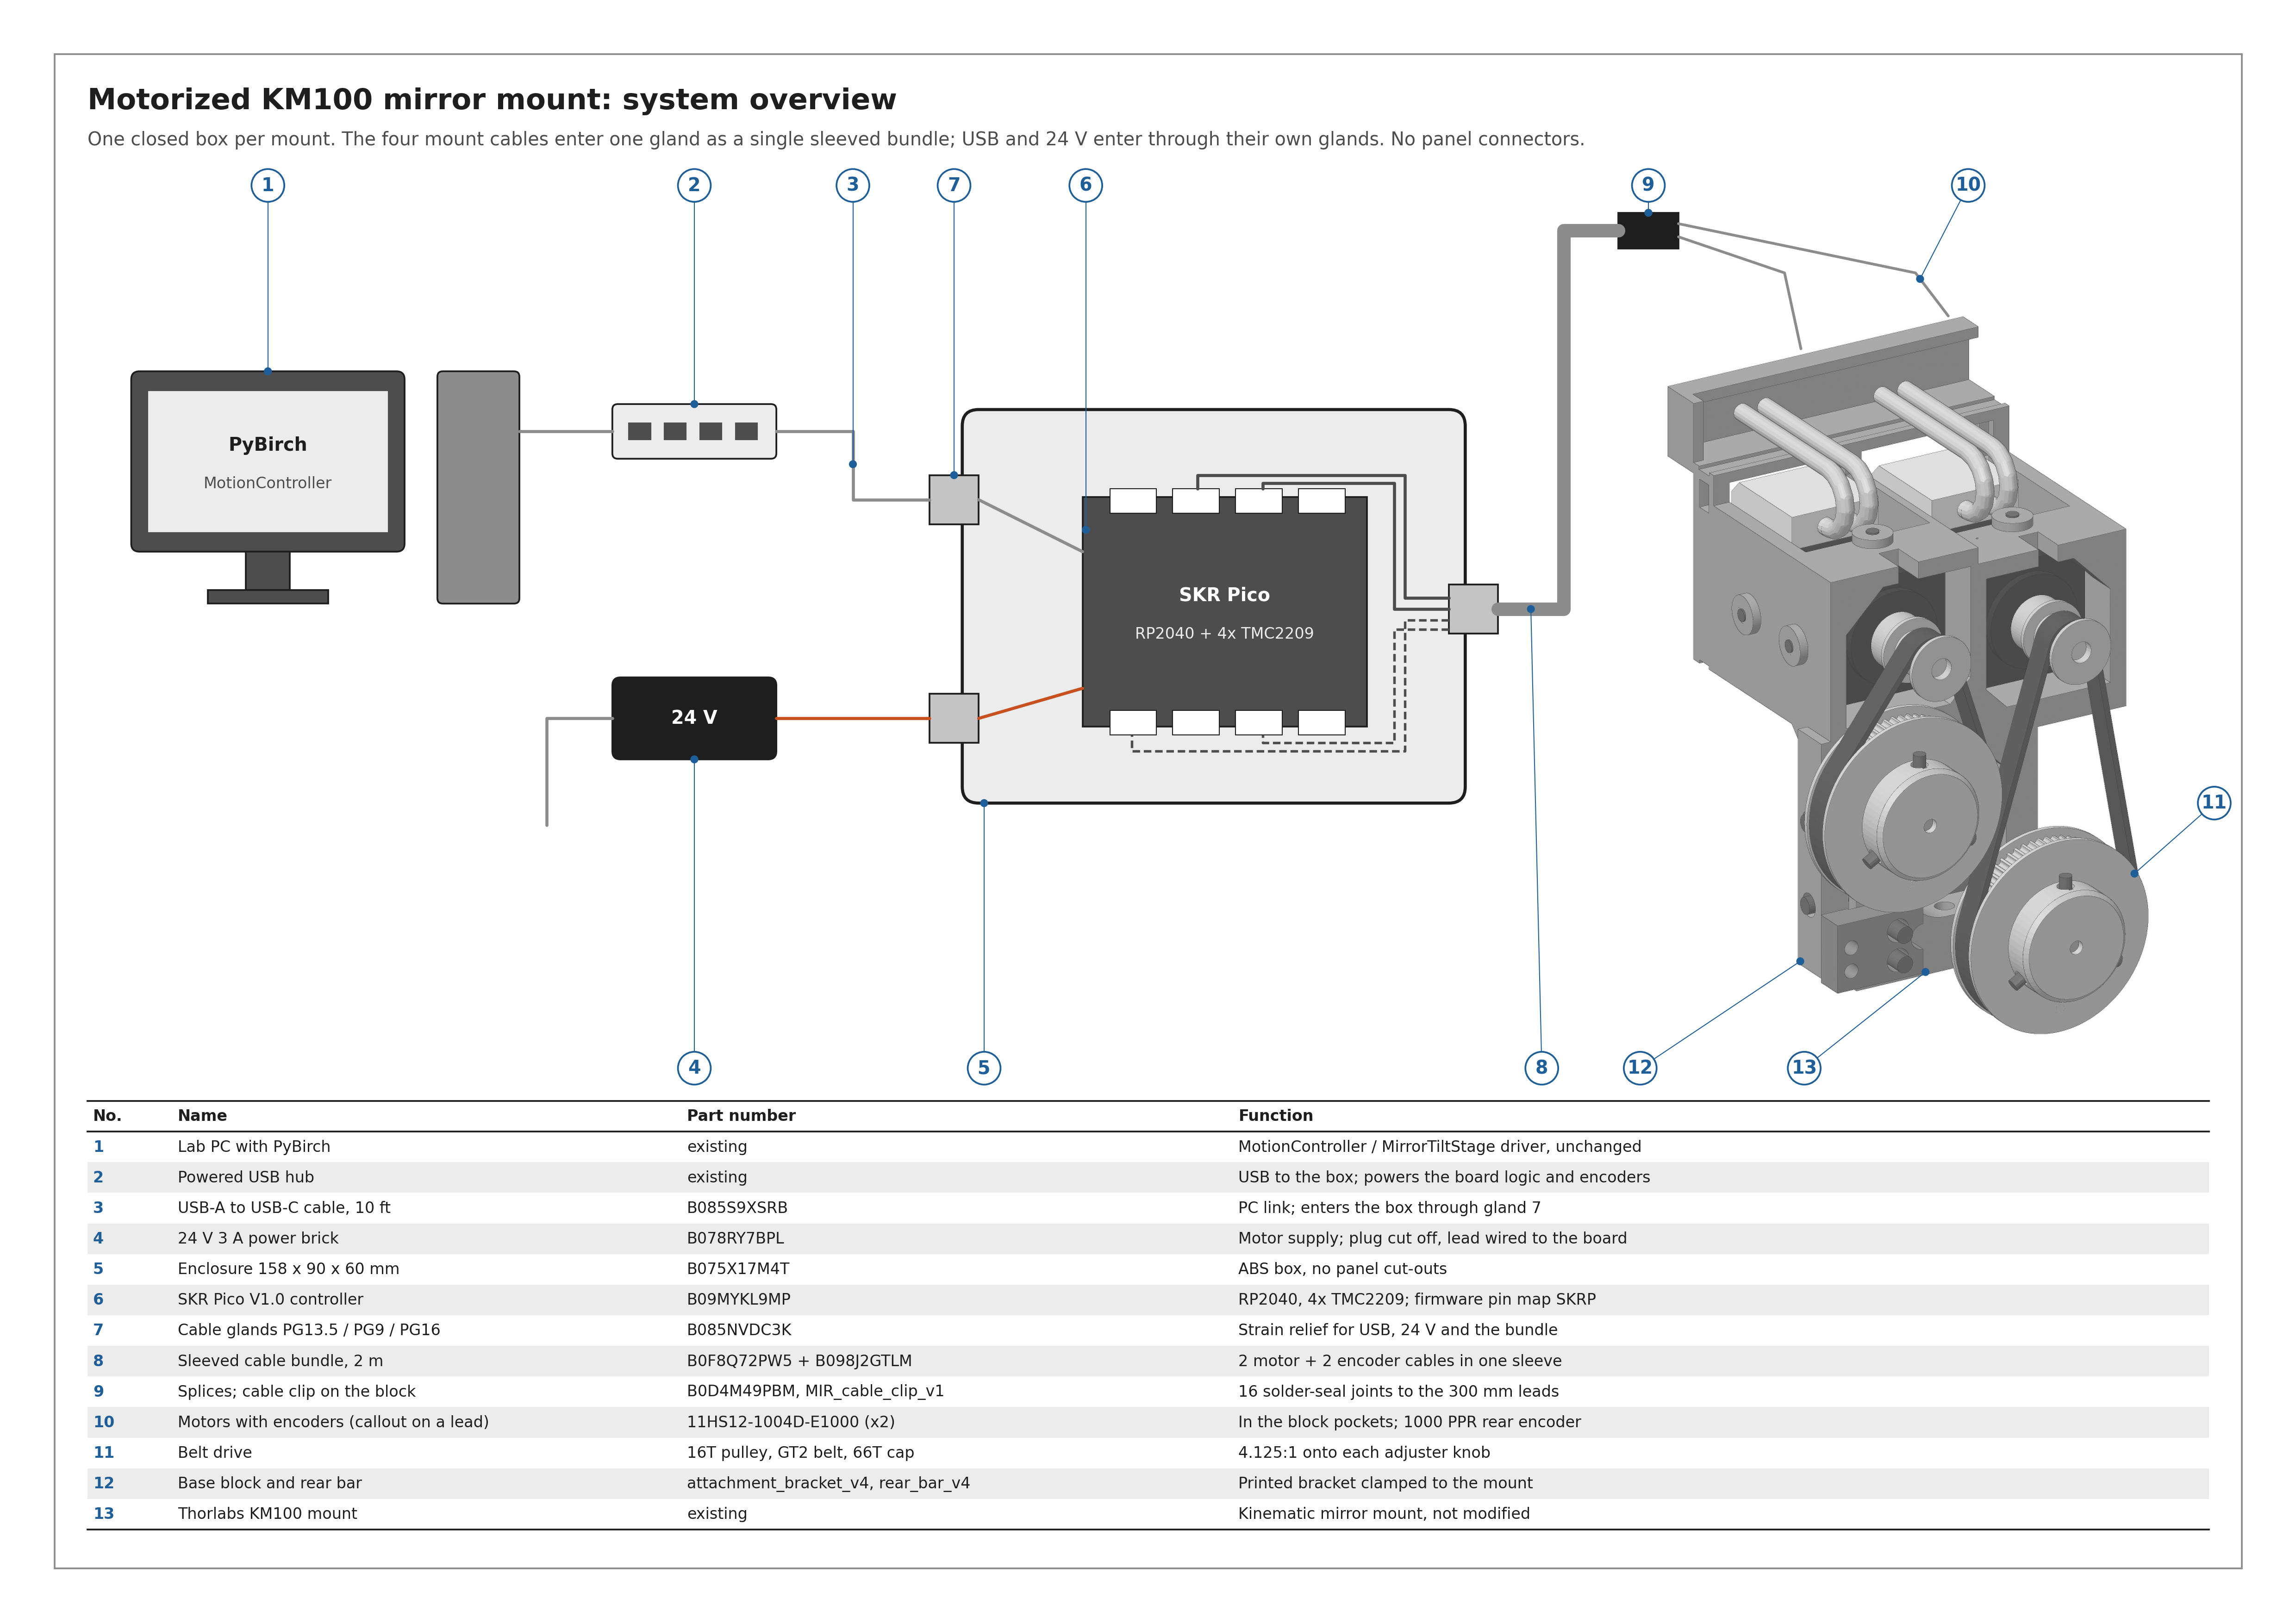 Motorized KM100 mirror mount: system overview
One closed box per mount. The four mount cables enter one gland as a single sleeved bundle; USB and 24 V enter through their own glands. No panel connectors.
1 2 3 7 6 9 10
PyBirch
MotionController
SKR Pico
RP2040 + 4x TMC2209
24 V
11
4 5 8 12 13
No. Name Part number Function
1 Lab PC with PyBirch existing MotionController / MirrorTiltStage driver, unchanged
2 Powered USB hub existing USB to the box; powers the board logic and encoders
3 USB-A to USB-C cable, 10 ft B085S9XSRB PC link; enters the box through gland 7
4 24 V 3 A power brick B078RY7BPL Motor supply; plug cut off, lead wired to the board
5 Enclosure 158 x 90 x 60 mm B075X17M4T ABS box, no panel cut-outs
6 SKR Pico V1.0 controller B09MYKL9MP RP2040, 4x TMC2209; firmware pin map SKRP
7 Cable glands PG13.5 / PG9 / PG16 B085NVDC3K Strain relief for USB, 24 V and the bundle
8 Sleeved cable bundle, 2 m B0F8Q72PW5 + B098J2GTLM 2 motor + 2 encoder cables in one sleeve
9 Splices; cable clip on the block B0D4M49PBM, MIR_cable_clip_v1 16 solder-seal joints to the 300 mm leads
10 Motors with encoders (callout on a lead) 11HS12-1004D-E1000 (x2) In the block pockets; 1000 PPR rear encoder
11 Belt drive 16T pulley, GT2 belt, 66T cap 4.125:1 onto each adjuster knob
12 Base block and rear bar attachment_bracket_v4, rear_bar_v4 Printed bracket clamped to the mount
13 Thorlabs KM100 mount existing Kinematic mirror mount, not modified